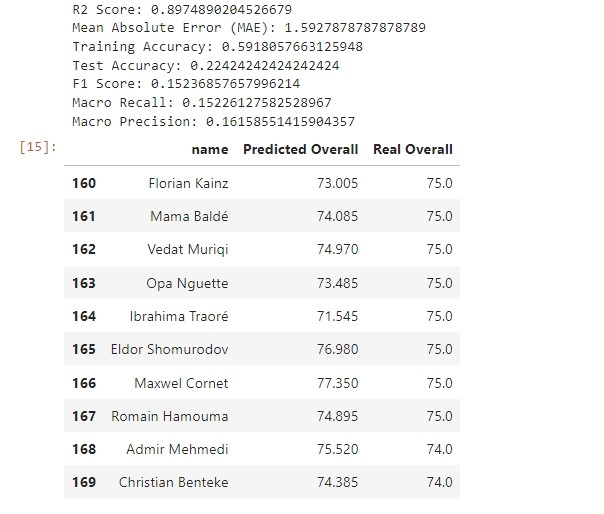 R2 Score: 0.8974890204526679
Mean Absolute Error (MAE): 1.5927878787878789
Training Accuracy: 0.5918057663125948
Test Accuracy: 0.22424242424242424
F1 Score: 0.15236857657996214
Macro Recall: 0.15226127582528967
Macro Precision: 0.16158551415904357
[15]:
name Predicted Overall Real Overall
160 Florian Kainz 73.005 75.0
161 Mama Baldé 74.085 75.0
162 Vedat Muriqi 74.970 75.0
163 Opa Nguette 73.485 75.0
164 Ibrahima Traoré 71.545 75.0
165 Eldor Shomurodov 76.980 75.0
166 Maxwel Cornet 77.350 75.0
167 Romain Hamouma 74.895 75.0
168 Admir Mehmedi 75.520 74.0
169 Christian Benteke 74.385 74.0